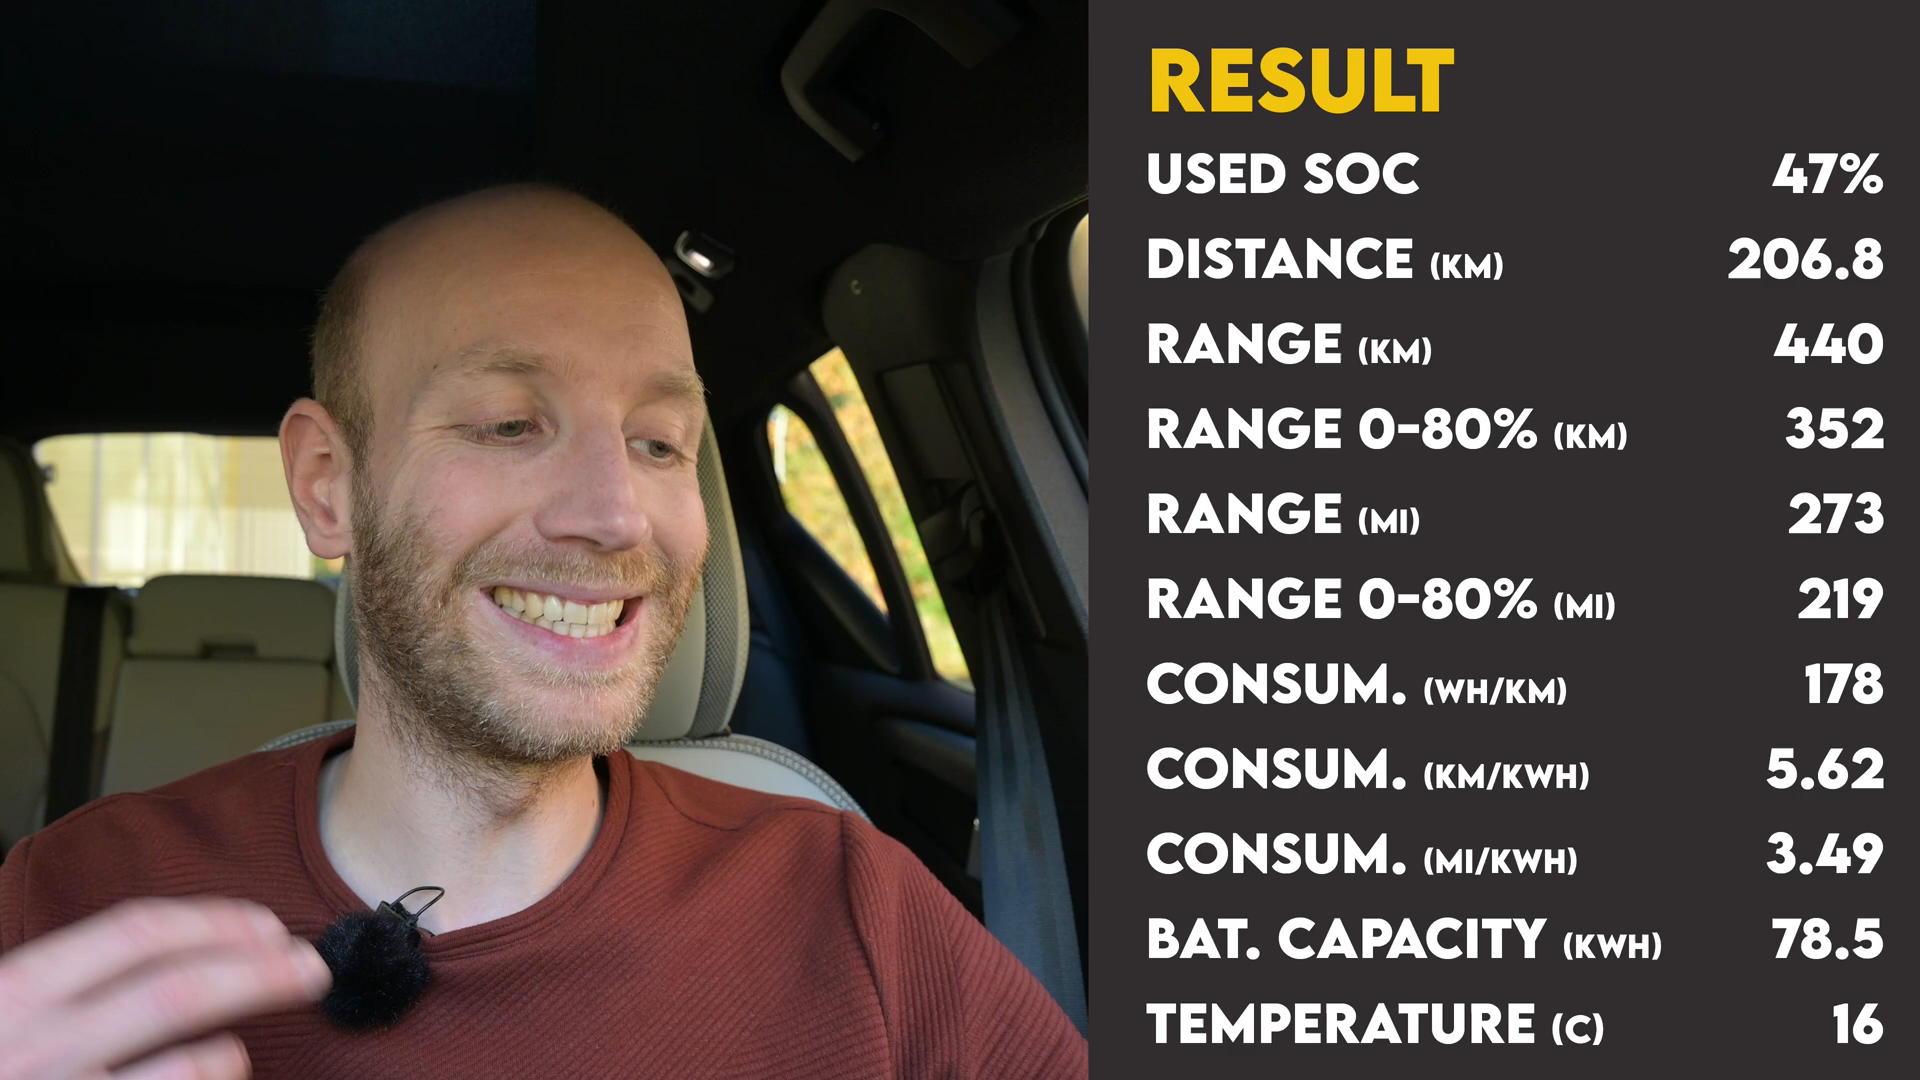 RESULT
USED SOC 47%
DISTANCE (KM) 206.8
RANGE (KM) 440
RANGE 0-80% (KM) 352
RANGE (MI) 273
RANGE 0-80% (MI) 219
CONSUM. (WH/KM) 178
CONSUM. (KM/KWH) 5.62
CONSUM. (MI/KWH) 3.49
BAT. CAPACITY (KWH) 78.5
TEMPERATURE (C) 16